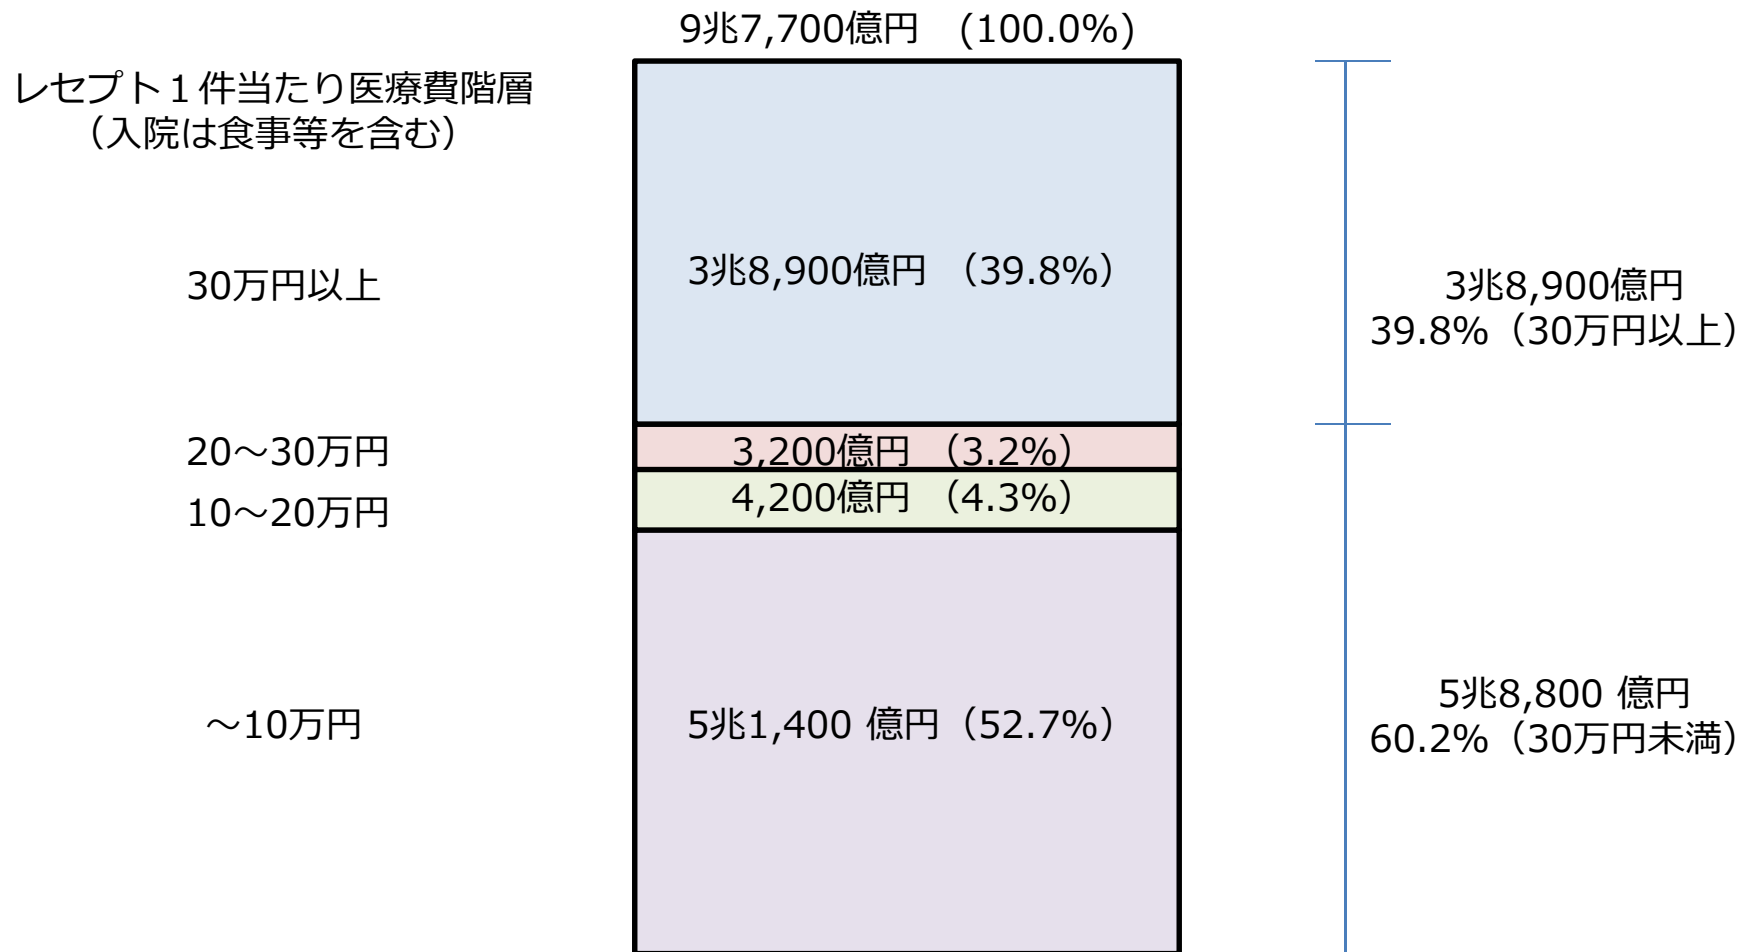 9兆7,700億円 (100.0%)
レセプト１件当たり医療費階層
（入院は食事等を含む）
30万円以上
3兆8,900億円 （39.8%）
3兆8,900億円
39.8%（30万円以上）
20～30万円
3,200億円 （3.2%）
10～20万円
4,200億円 （4.3%）
～10万円
5兆1,400 億円（52.7%）
5兆8,800 億円
60.2%（30万円未満）